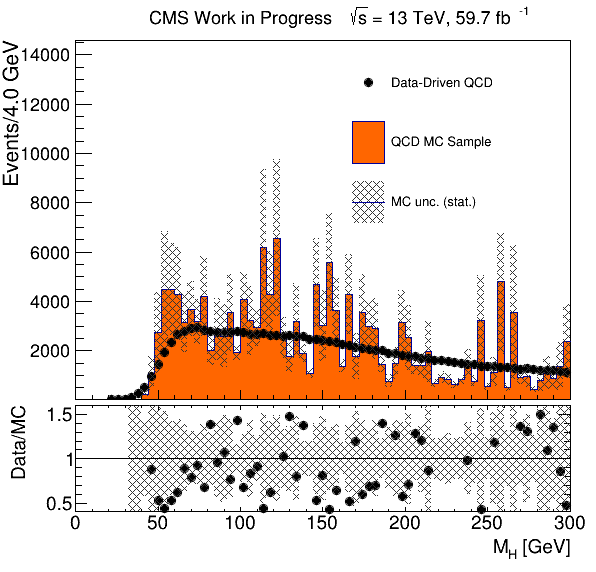 CMS Work in Progress √s = 13 TeV, 59.7 fb -1
Events/4.0 GeV
14000
12000
10000
8000
6000
4000
2000
Data-Driven QCD
QCD MC Sample
MC unc. (stat.)
Data/MC
1.5
1
0.5
0 50 100 150 200 250 300
M_H [GeV]